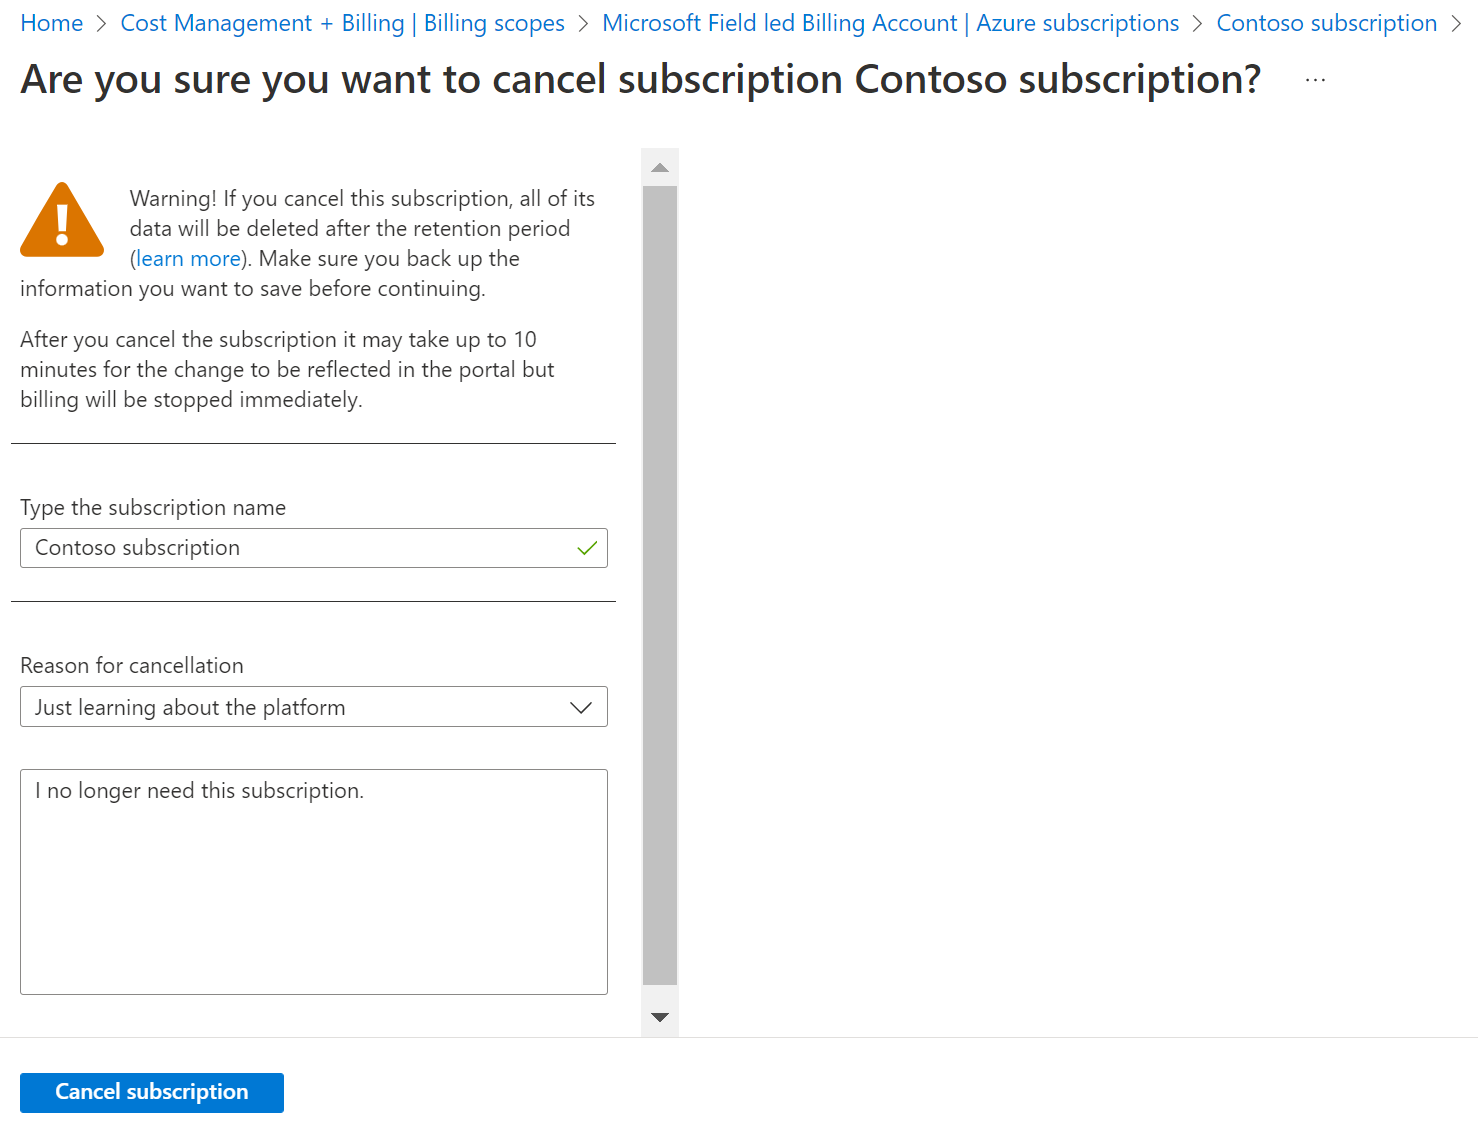 Home > Cost Management + Billing | Billing scopes > Microsoft Field led Billing Account | Azure subscriptions > Contoso subscription >
Are you sure you want to cancel subscription Contoso subscription? ...
Warning! If you cancel this subscription, all of its
data will be deleted after the retention period
(learn more). Make sure you back up the
information you want to save before continuing.
After you cancel the subscription it may take up to 10
minutes for the change to be reflected in the portal but
billing will be stopped immediately.
Type the subscription name
Contoso subscription
Reason for cancellation
Just learning about the platform
I no longer need this subscription.
Cancel subscription